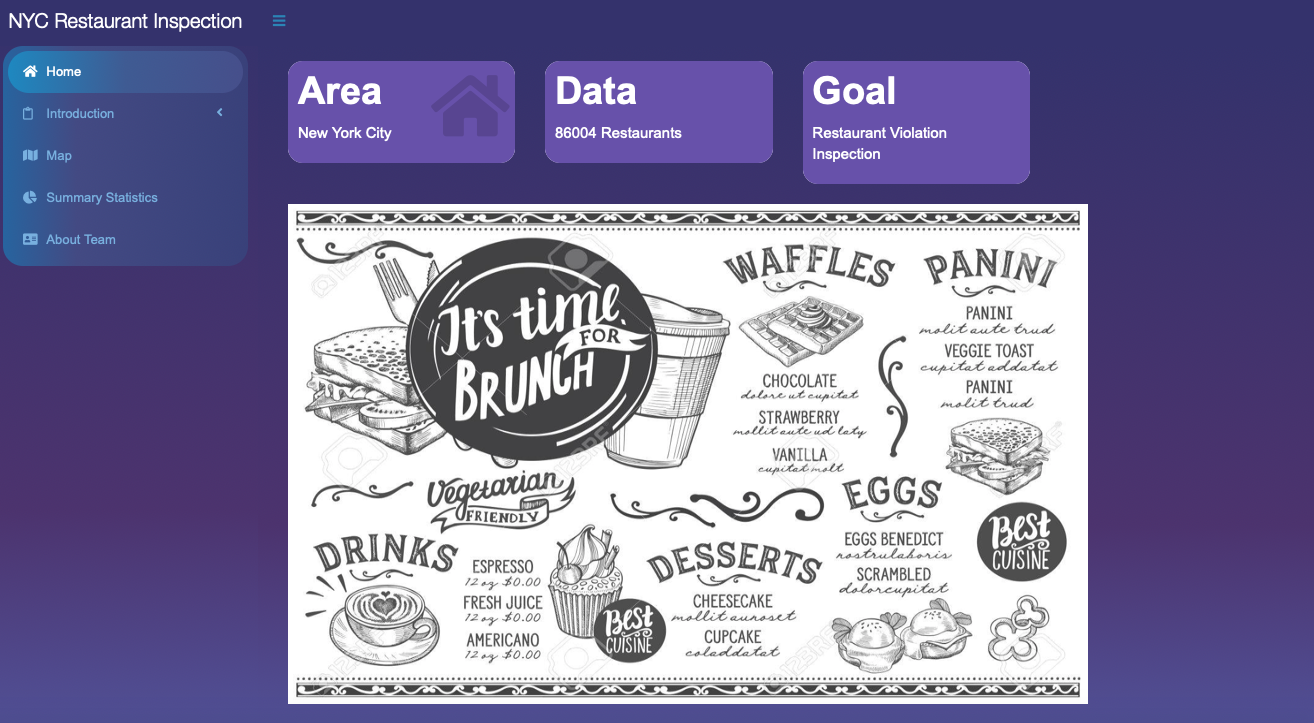 NYC Restaurant Inspection
Home
Introduction
Map
Summary Statistics
About Team
Area
New York City
Data
86004 Restaurants
Goal
Restaurant Violation
Inspection
It's time
FOR
BRUNCH
Vegetarian
FRIENDLY
WAFFLES
CHOCOLATE
dolore ut cupitat
STRAWBERRY
mollit aute ud laty
VANILLA
cupitat molt
PANINI
PANINI
molit aute trud
VEGGIE TOAST
cupitat addatat
PANINI
molit trud
DRINKS
ESPRESSO
12 oz $0.00
FRESH JUICE
12 oz $0.00
AMERICANO
12 oz $0.00
BEST
CUISINE
DESSERTS
CHEESECAKE
mollit aunoset
CUPCAKE
coladdatat
EGGS
EGGS BENEDICT
nostrulaboris
SCRAMBLED
dolorcupitat
BEST
CUISINE
123RF